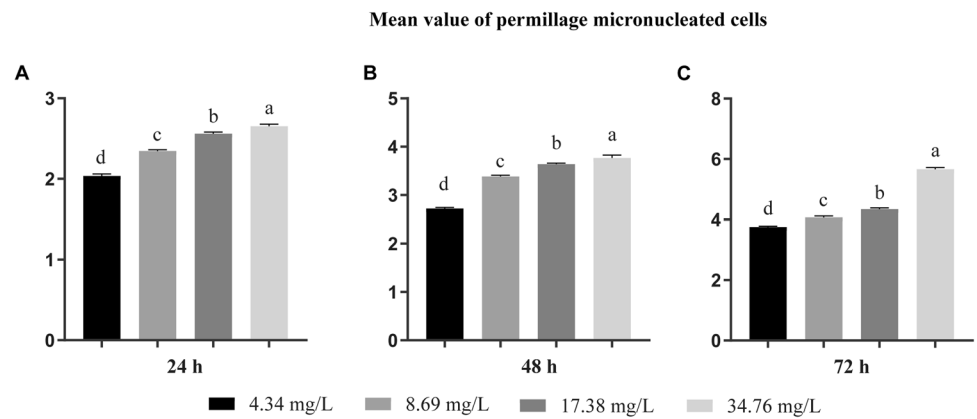 Mean value of permillage micronucleated cells
A
3
2
1
0
d
c
b
a
24 h
B
5
4
3
2
1
0
d
c
b
a
48 h
C
8
6
4
2
0
d
c
b
a
72 h
4.34 mg/L 8.69 mg/L 17.38 mg/L 34.76 mg/L